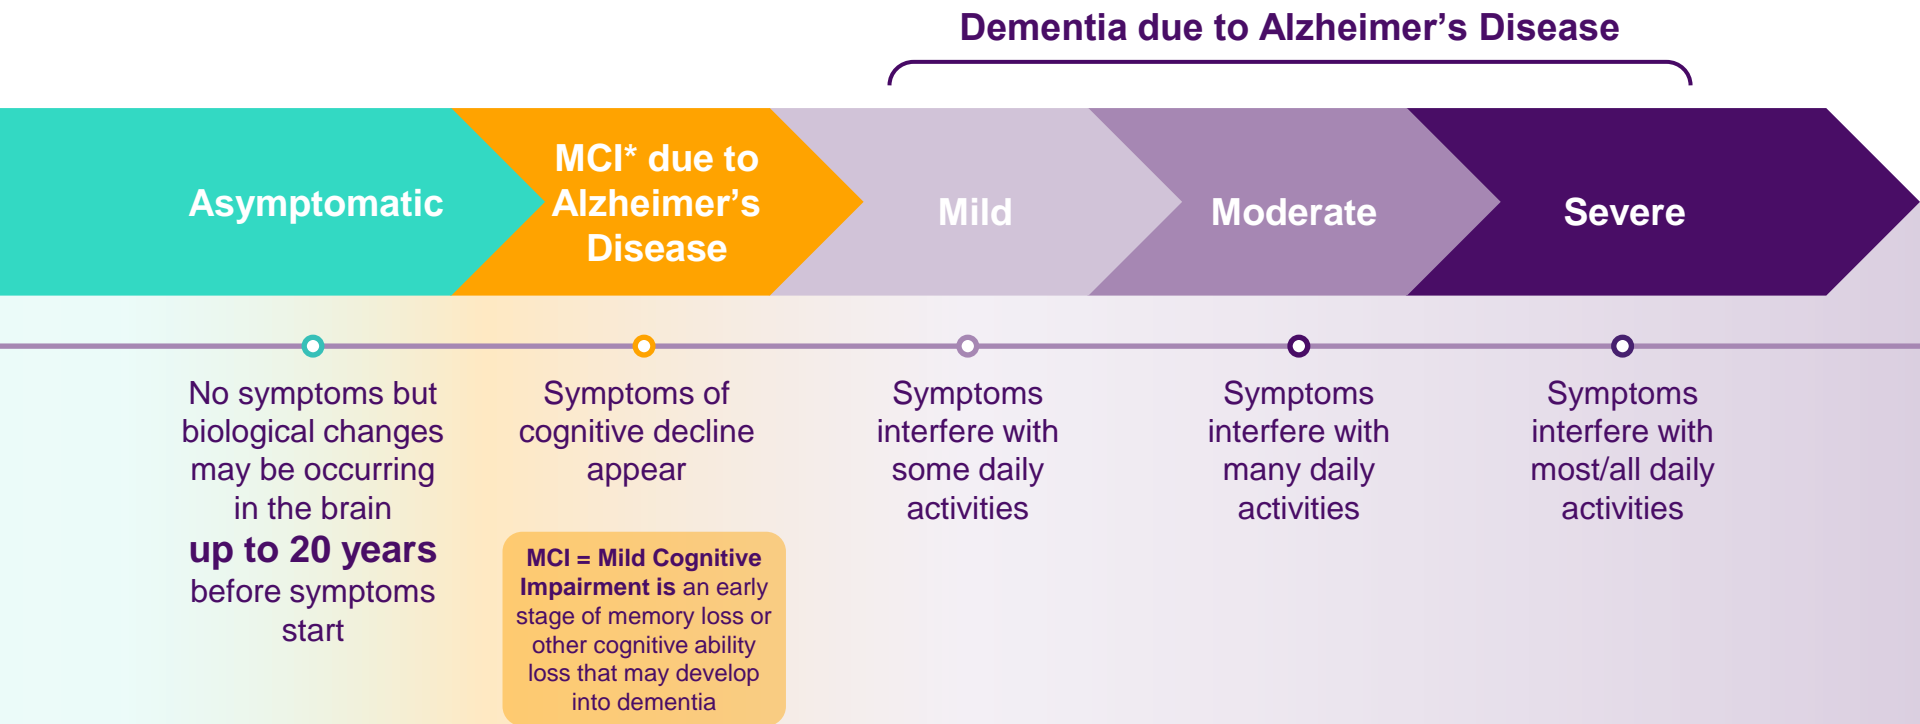 Dementia due to Alzheimer’s Disease
Asymptomatic
MCI* due to
Alzheimer’s
Disease
Mild
Moderate
Severe
No symptoms but
biological changes
may be occurring
in the brain
up to 20 years
before symptoms
start
Symptoms of
cognitive decline
appear
MCI = Mild Cognitive
Impairment is an early
stage of memory loss or
other cognitive ability
loss that may develop
into dementia
Symptoms
interfere with
some daily
activities
Symptoms
interfere with
many daily
activities
Symptoms
interfere with
most/all daily
activities